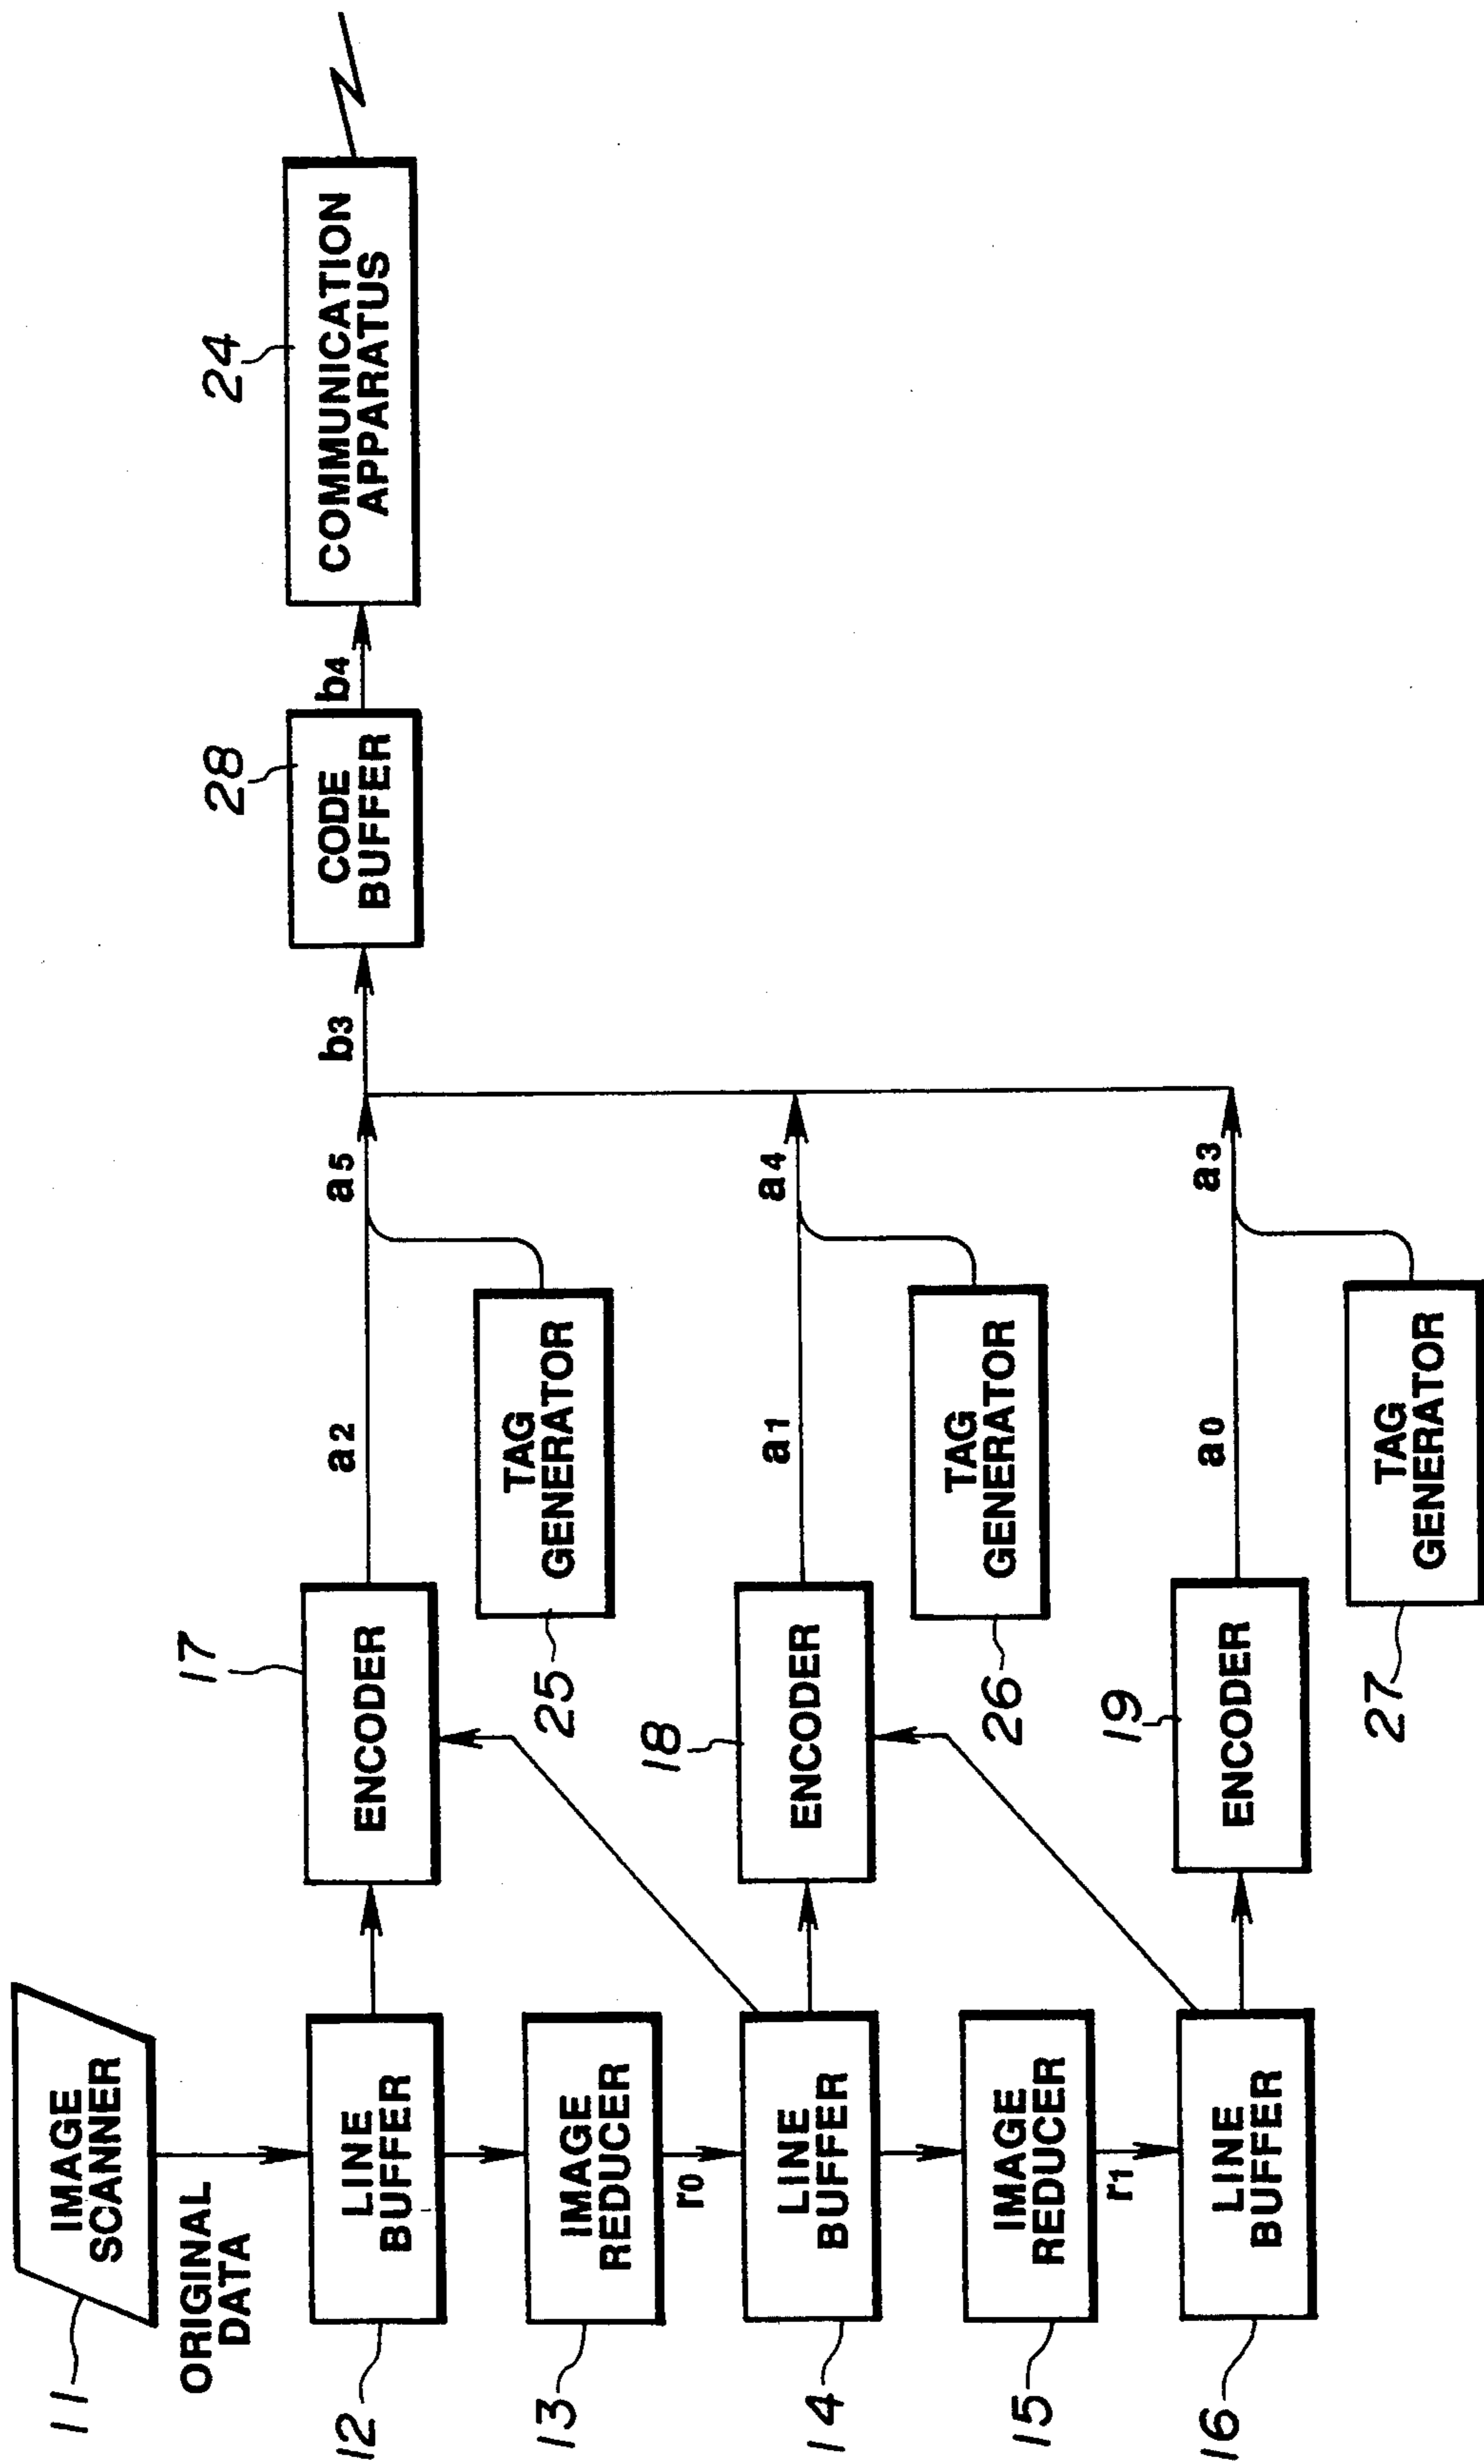 11
IMAGE
SCANNER
ORIGINAL
DATA
12
LINE
BUFFER
13
IMAGE
REDUCER
r0
14
LINE
BUFFER
15
IMAGE
REDUCER
r1
16
LINE
BUFFER
17
ENCODER
18
ENCODER
19
ENCODER
25
TAG
GENERATOR
26
TAG
GENERATOR
27
TAG
GENERATOR
a2
a5
a1
a4
a0
a3
b3
28
CODE
BUFFER
b4
24
COMMUNICATION
APPARATUS